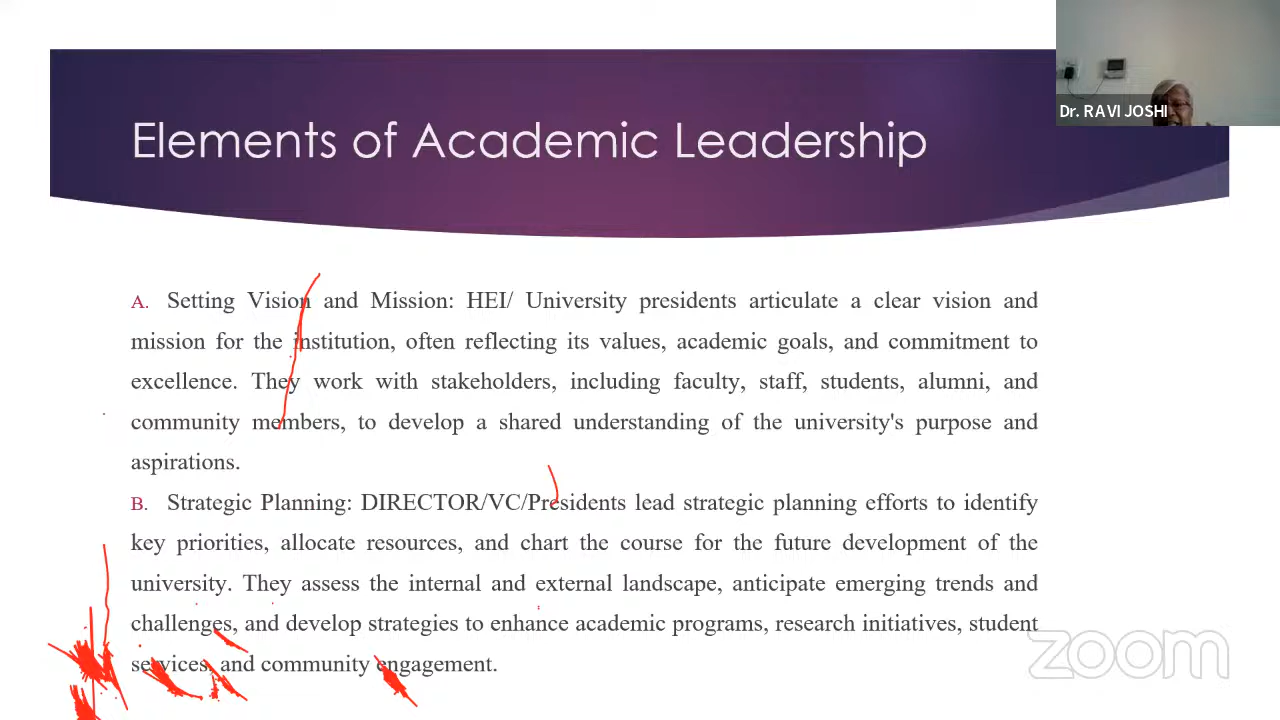 Dr. RAVI JOSHI
Elements of Academic Leadership
A. Setting Vision and Mission: HEI/ University presidents articulate a clear vision and
mission for the institution, often reflecting its values, academic goals, and commitment to
excellence. They work with stakeholders, including faculty, staff, students, alumni, and
community members, to develop a shared understanding of the university's purpose and
aspirations.
B. Strategic Planning: DIRECTOR/VC/Presidents lead strategic planning efforts to identify
key priorities, allocate resources, and chart the course for the future development of the
university. They assess the internal and external landscape, anticipate emerging trends and
challenges, and develop strategies to enhance academic programs, research initiatives, student
services, and community engagement.
zoom